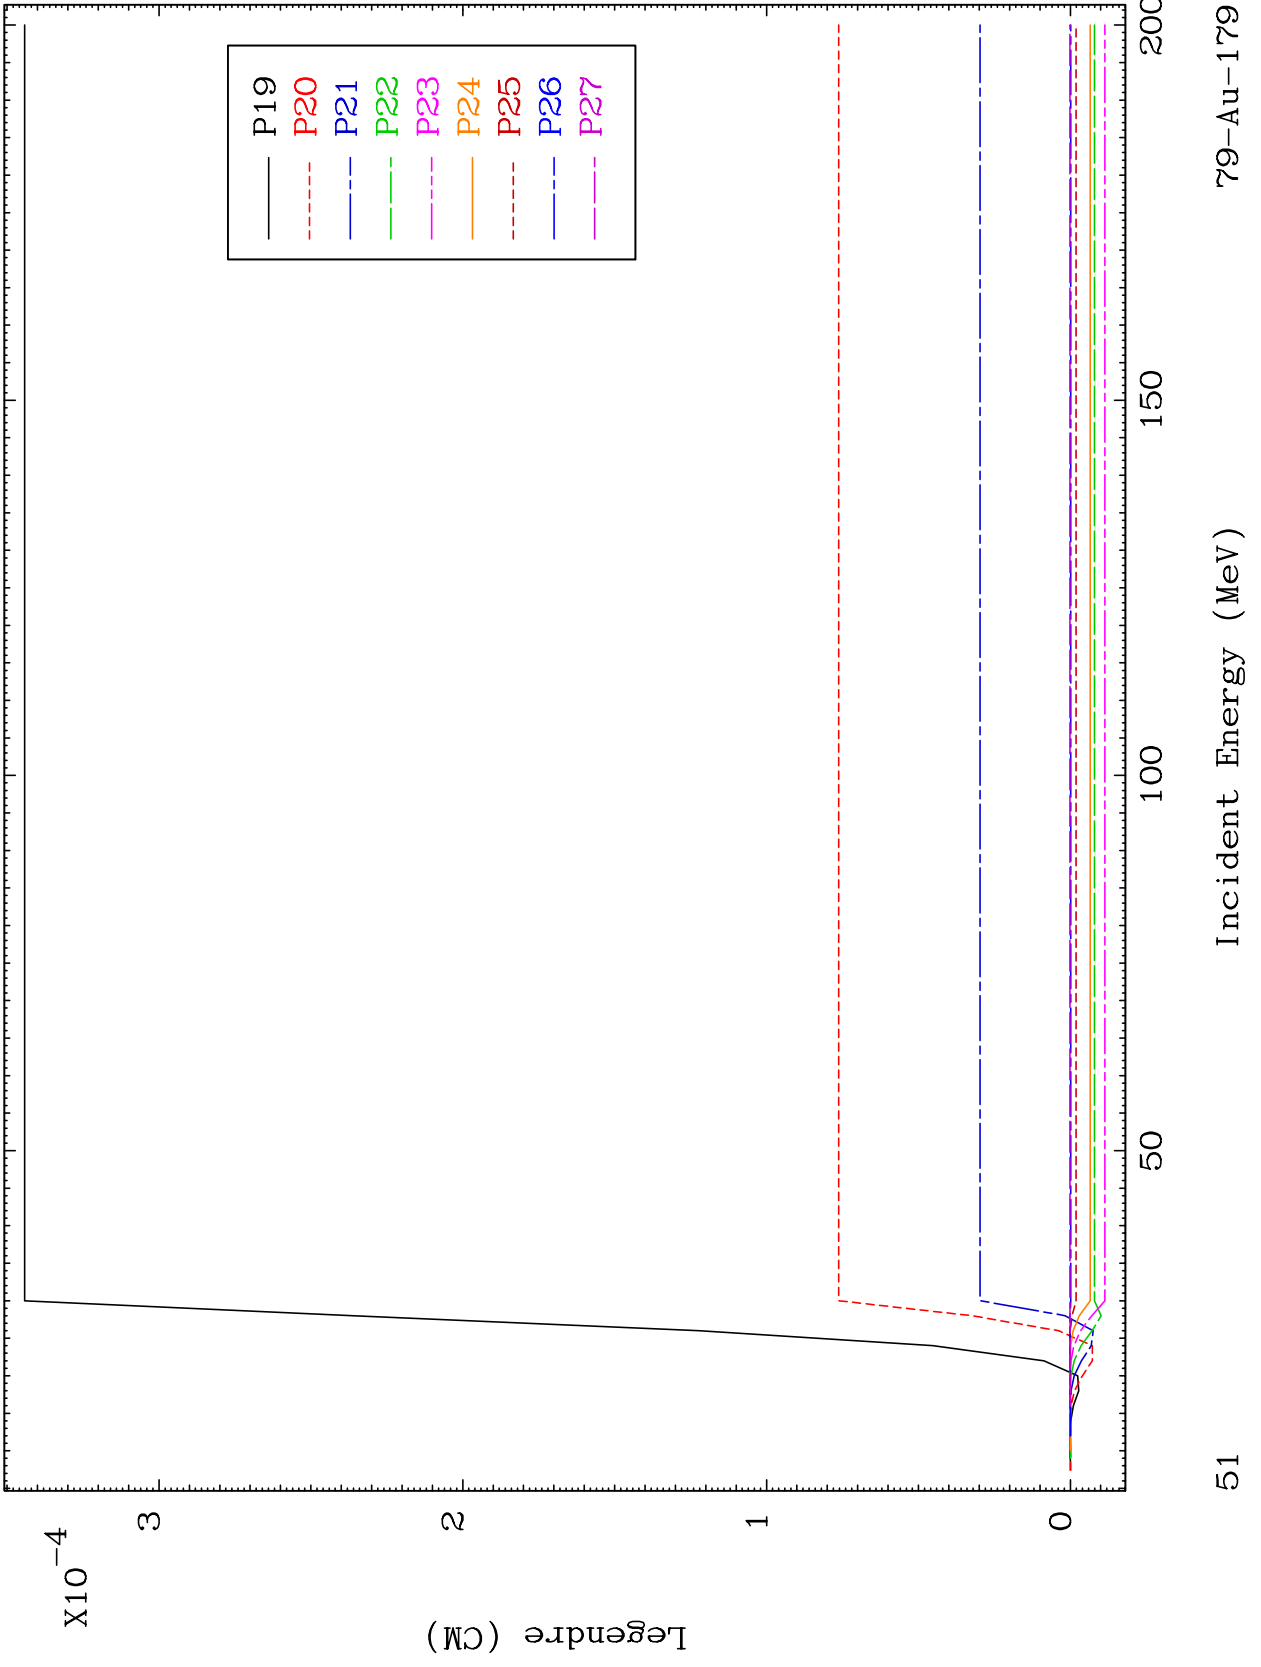 X10-4
3
2
1
0
Legendre (CM)
P19
P20
P21
P22
P23
P24
P25
P26
P27
50
100
150
200
Incident Energy (MeV)
51
79-Au-179